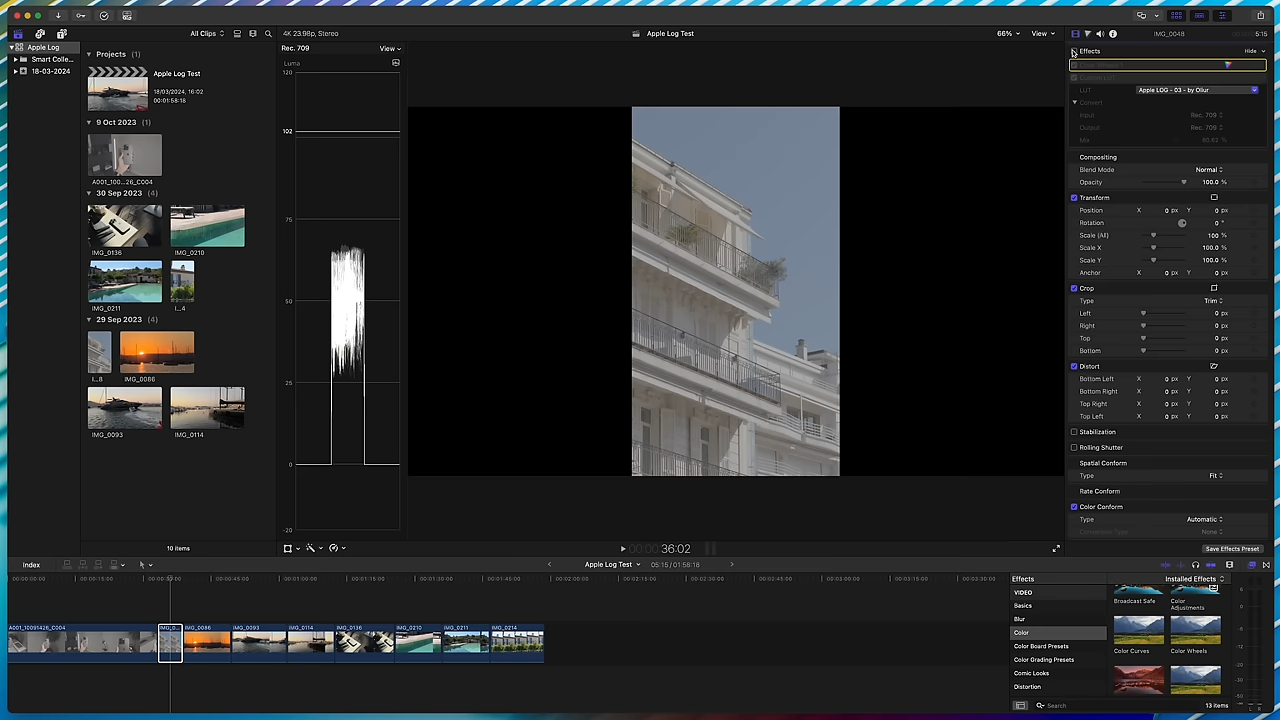 All Clips
4K 23.98p, Stereo
Apple Log Test
66%
View
IMG_0048
5:15
Apple Log
Smart Colle...
18-03-2024
Projects (1)
Apple Log Test
18/03/2024, 16:02
00:01:58:18
9 Oct 2023 (1)
A001_100...26_C004
30 Sep 2023 (4)
IMG_0136
IMG_0210
IMG_0211
I...4
29 Sep 2023 (4)
I...8
IMG_0086
IMG_0093
IMG_0114
10 items
Rec. 709
View
Luma
120
102
75
50
25
0
-20
36:02
Effects
Hide
Custom LUT
LUT
Apple LOG - 03 - by Oliur
Convert
Input
Rec. 709
Output
Rec. 709
Mix
Compositing
Blend Mode
Normal
Opacity
100.0 %
Transform
Position X 0 px Y 0 px
Rotation 0 °
Scale (All) 100 %
Scale X 100.0 %
Scale Y 100.0 %
Anchor X 0 px Y 0 px
Crop
Type Trim
Left 0 px
Right 0 px
Top 0 px
Bottom 0 px
Distort
Bottom Left X 0 px Y 0 px
Bottom Right X 0 px Y 0 px
Top Right X 0 px Y 0 px
Top Left X 0 px Y 0 px
Stabilization
Rolling Shutter
Spatial Conform
Type Fit
Rate Conform
Color Conform
Type Automatic
None
Save Effects Preset
Index
Apple Log Test
05:15 / 01:58:18
00:00:00:00
00:00:15:00
00:00:45:00
00:01:00:00
00:01:15:00
00:01:30:00
00:01:45:00
00:02:00:00
00:02:15:00
00:02:30:00
00:02:45:00
00:03:00:00
00:03:15:00
00:03:30:00
A001_10091426_C004
IMG_0...
IMG_0086
IMG_0093
IMG_0114
IMG_0136
IMG_0210
IMG_0211
IMG_0214
Effects
Installed Effects
VIDEO
Basics
Blur
Color
Color Board Presets
Color Grading Presets
Comic Looks
Distortion
Broadcast Safe
Color Adjustments
Color Curves
Color Wheels
Search
13 items
6
0
-6
-12
-20
-30
-50
L R